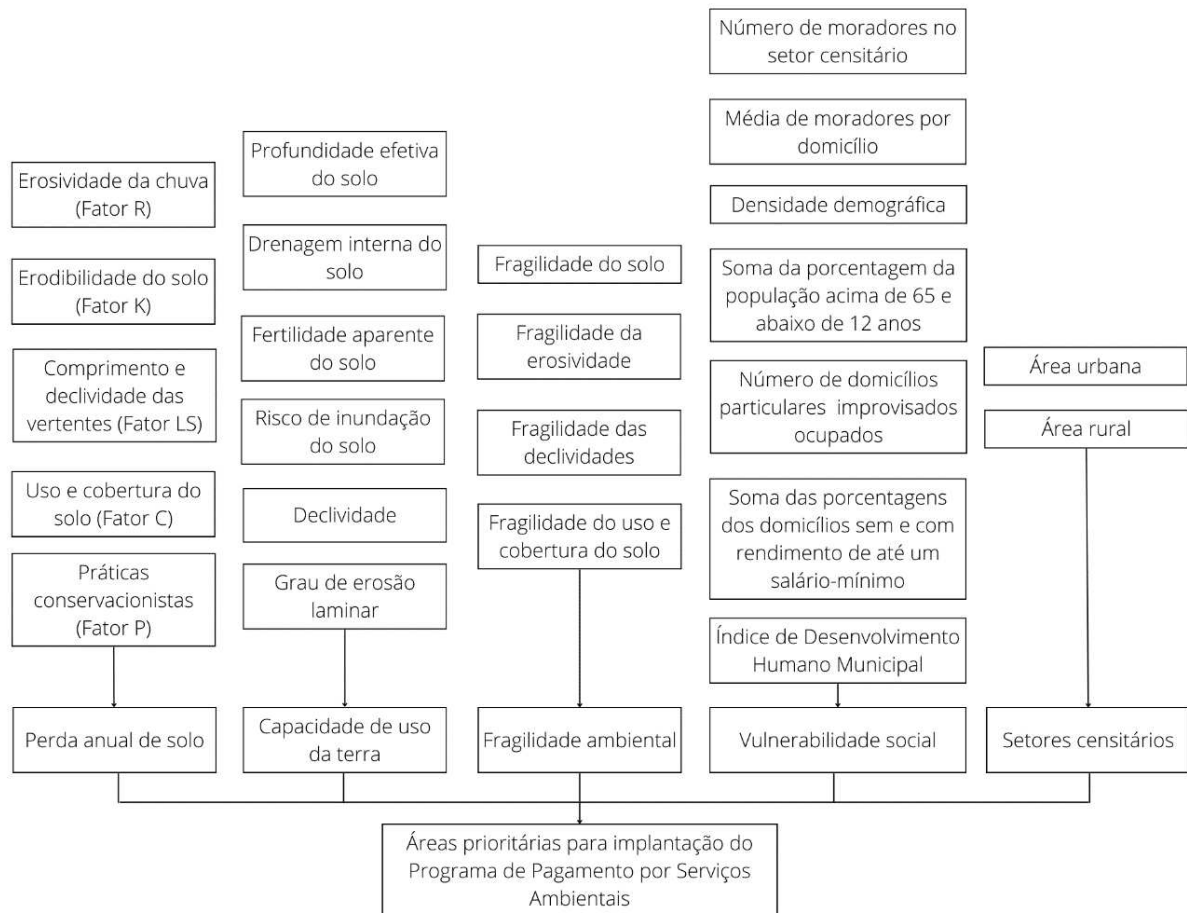 Erosividade da chuva
(Fator R)
Erodibilidade do solo
(Fator K)
Comprimento e
declividade das
vertentes (Fator LS)
Uso e cobertura do
solo (Fator C)
Práticas
conservacionistas
(Fator P)
Perda anual de solo
Profundidade efetiva
do solo
Drenagem interna do
solo
Fertilidade aparente
do solo
Risco de inundação
do solo
Declividade
Grau de erosão
laminar
Capacidade de uso
da terra
Fragilidade do solo
Fragilidade da
erosividade
Fragilidade das
declividades
Fragilidade do uso e
cobertura do solo
Fragilidade ambiental
Número de moradores no
setor censitário
Média de moradores por
domicílio
Densidade demográfica
Soma da porcentagem da
população acima de 65 e
abaixo de 12 anos
Número de domicílios
particulares improvisados
ocupados
Soma das porcentagens
dos domicílios sem e com
rendimento de até um
salário-mínimo
Índice de Desenvolvimento
Humano Municipal
Vulnerabilidade social
Área urbana
Área rural
Setores censitários
Áreas prioritárias para implantação do
Programa de Pagamento por Serviços
Ambientais